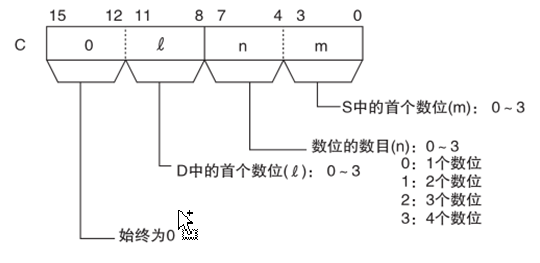 15 12 11 8 7 4 3 0
C 0 ℓ n m
S中的首个数位(m)：0～3
数位的数目(n)：0～3
0：1个数位
D中的首个数位(ℓ)：0～3
1：2个数位
2：3个数位
3：4个数位
始终为0